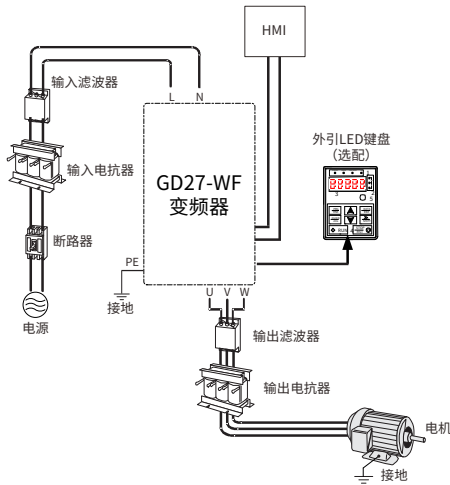 HMI
输入滤波器
L N
外引LED键盘
（选配）
输入电抗器
GD27-WF
变频器
断路器
PE
接地
电源
U V W
输出滤波器
输出电抗器
电机
接地